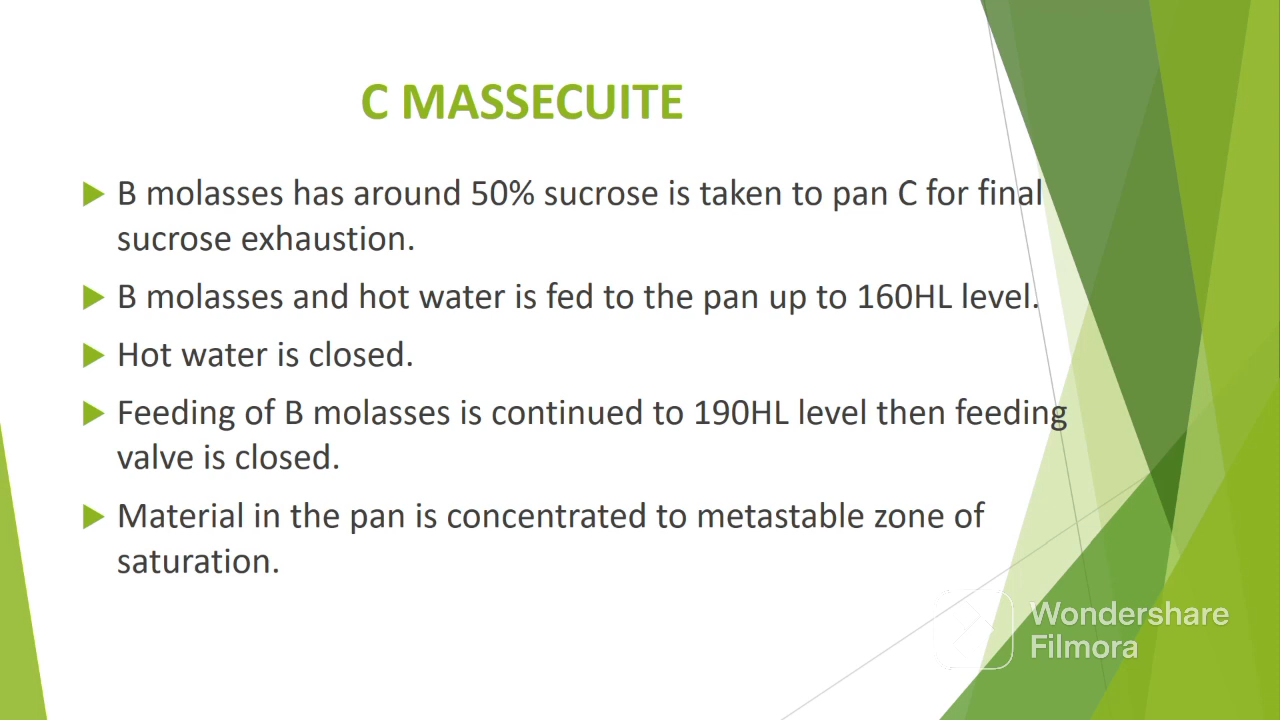 C MASSECUITE
B molasses has around 50% sucrose is taken to pan C for final
sucrose exhaustion.
B molasses and hot water is fed to the pan up to 160HL level.
Hot water is closed.
Feeding of B molasses is continued to 190HL level then feeding
valve is closed.
Material in the pan is concentrated to metastable zone of
saturation.
Wondershare
Filmora